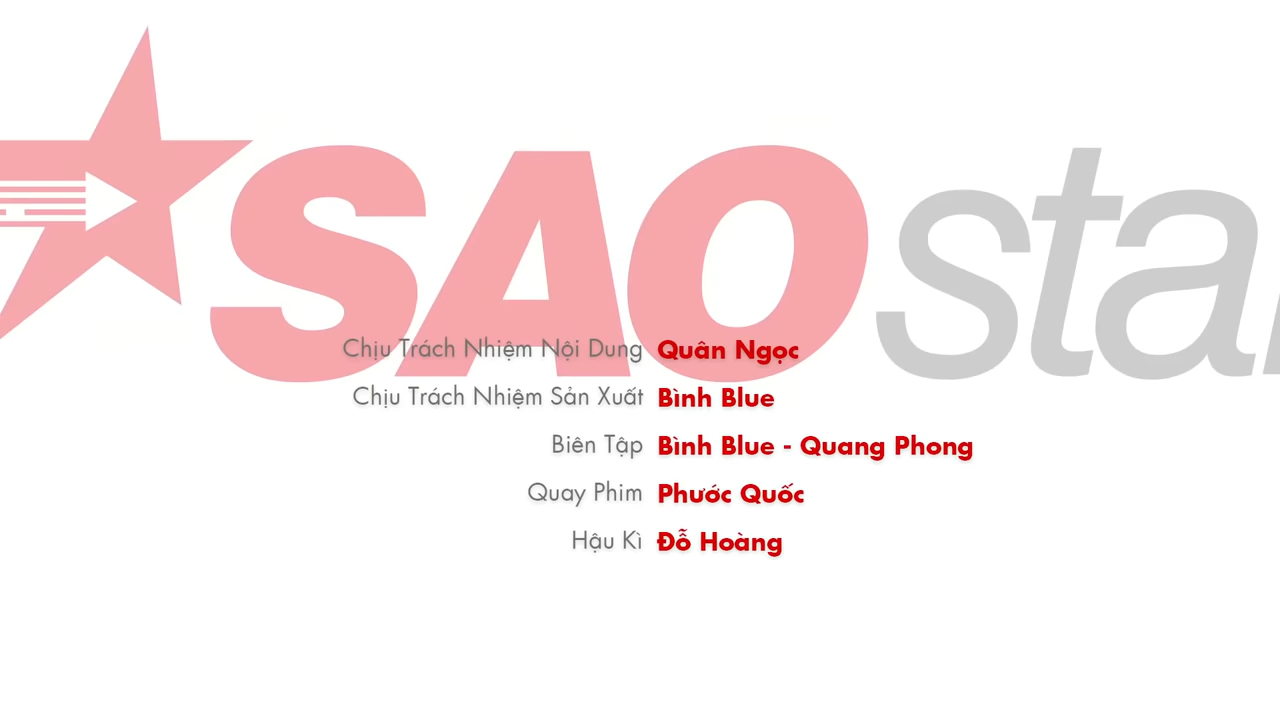 SAOsta
Chịu Trách Nhiệm Nội Dung Quân Ngọc
Chịu Trách Nhiệm Sản Xuất Bình Blue
Biên Tập Bình Blue - Quang Phong
Quay Phim Phước Quốc
Hậu Kì Đỗ Hoàng